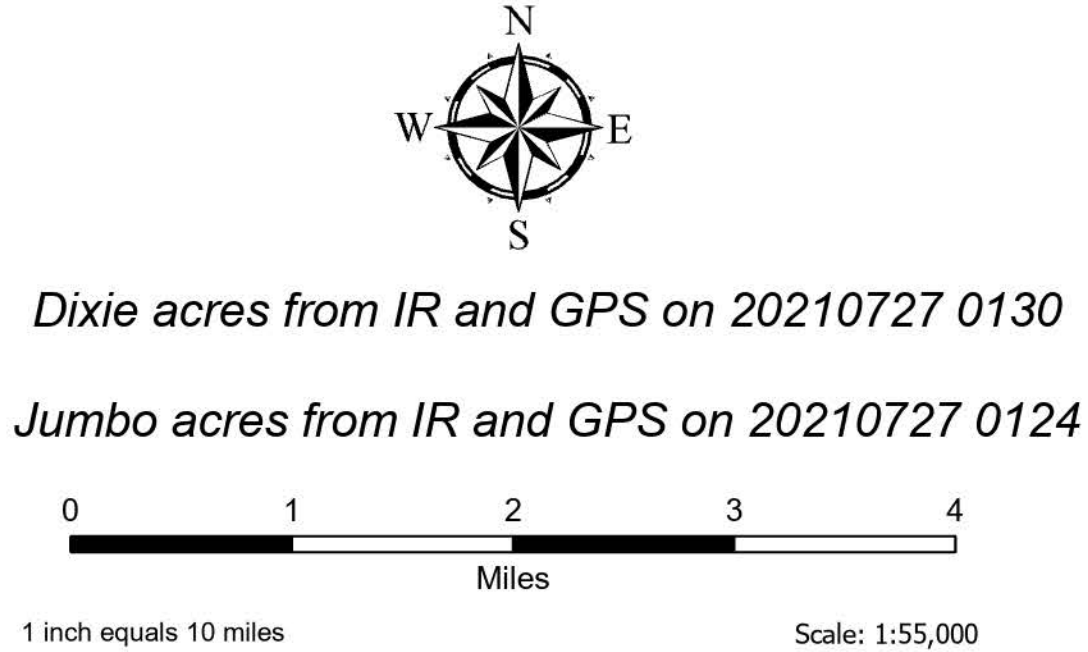 N
W E
S
Dixie acres from IR and GPS on 20210727 0130
Jumbo acres from IR and GPS on 20210727 0124
0 1 2 3 4
Miles
1 inch equals 10 miles Scale: 1:55,000